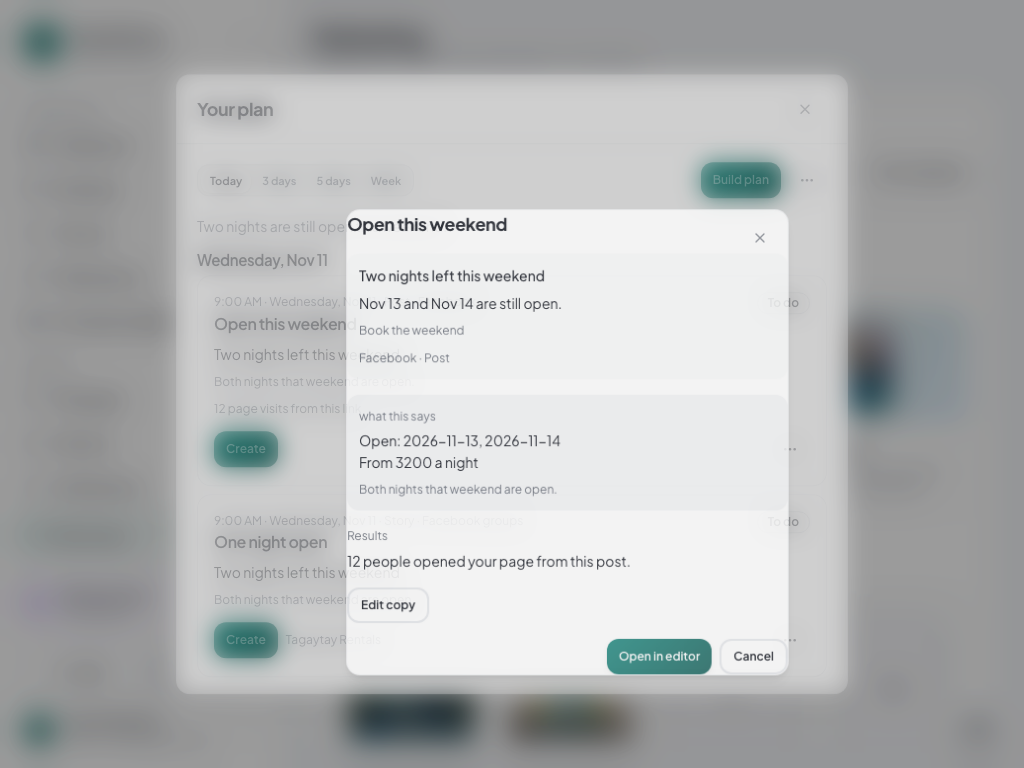 Your plan
Today
3 days
5 days
Week
Build plan
Two nights are still ope
Wednesday, Nov 11
9:00 AM · Wednesday, N
To do
Open this weekend
Two nights left this w
Both nights that weekend are open.
12 page visits from this
Create
9:00 AM · Wednesday, Nov 11 · Story · Facebook groups
To do
One night open
Two nights left this weekend
Both nights that weekend
Create
Tagaytay Rentals
Open this weekend
Two nights left this weekend
Nov 13 and Nov 14 are still open.
Book the weekend
Facebook · Post
what this says
Open: 2026-11-13, 2026-11-14
From 3200 a night
Both nights that weekend are open.
Results
12 people opened your page from this post.
Edit copy
Open in editor
Cancel